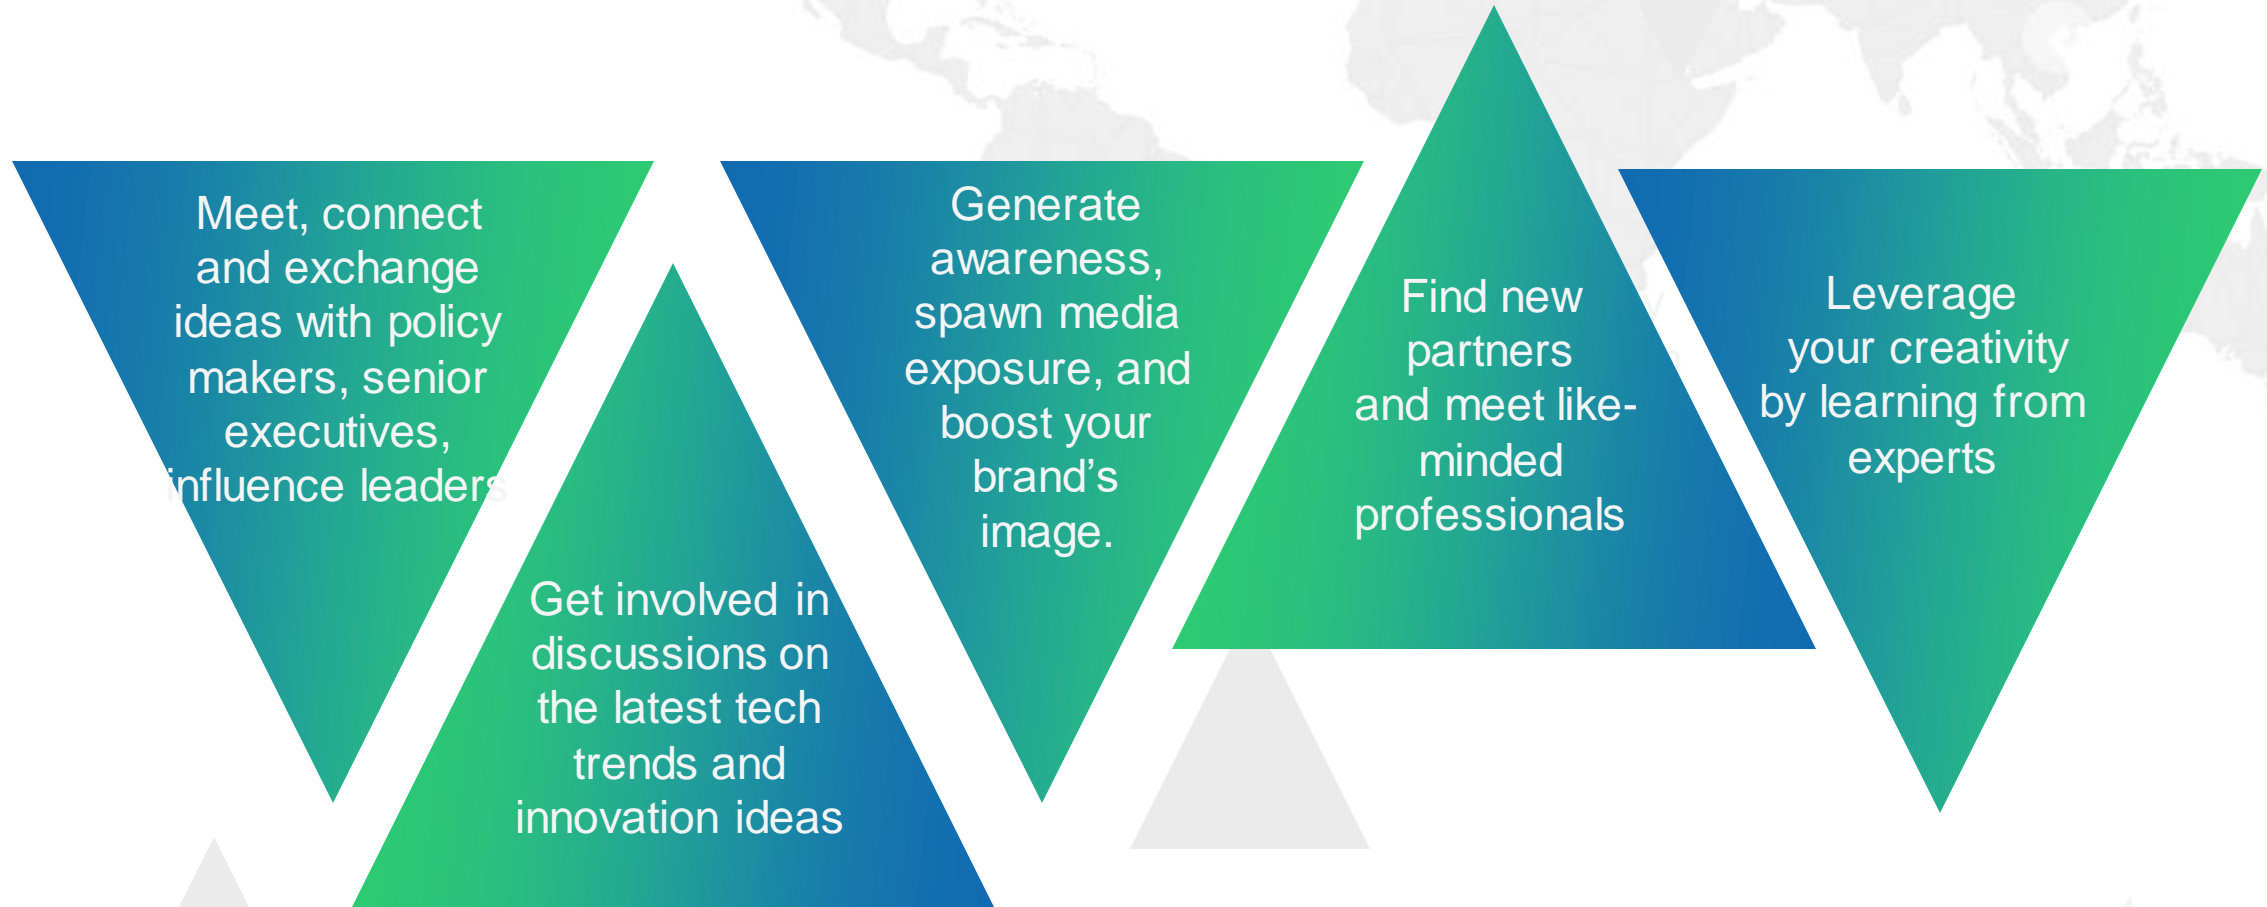 Meet, connect
and exchange
ideas with policy
makers, senior
executives,
influence leaders
Get involved in
discussions on
the latest tech
trends and
innovation ideas
Generate
awareness,
spawn media
exposure, and
boost your
brand’s
image.
Find new
partners
and meet like-
minded
professionals
Leverage
your creativity
by learning from
experts